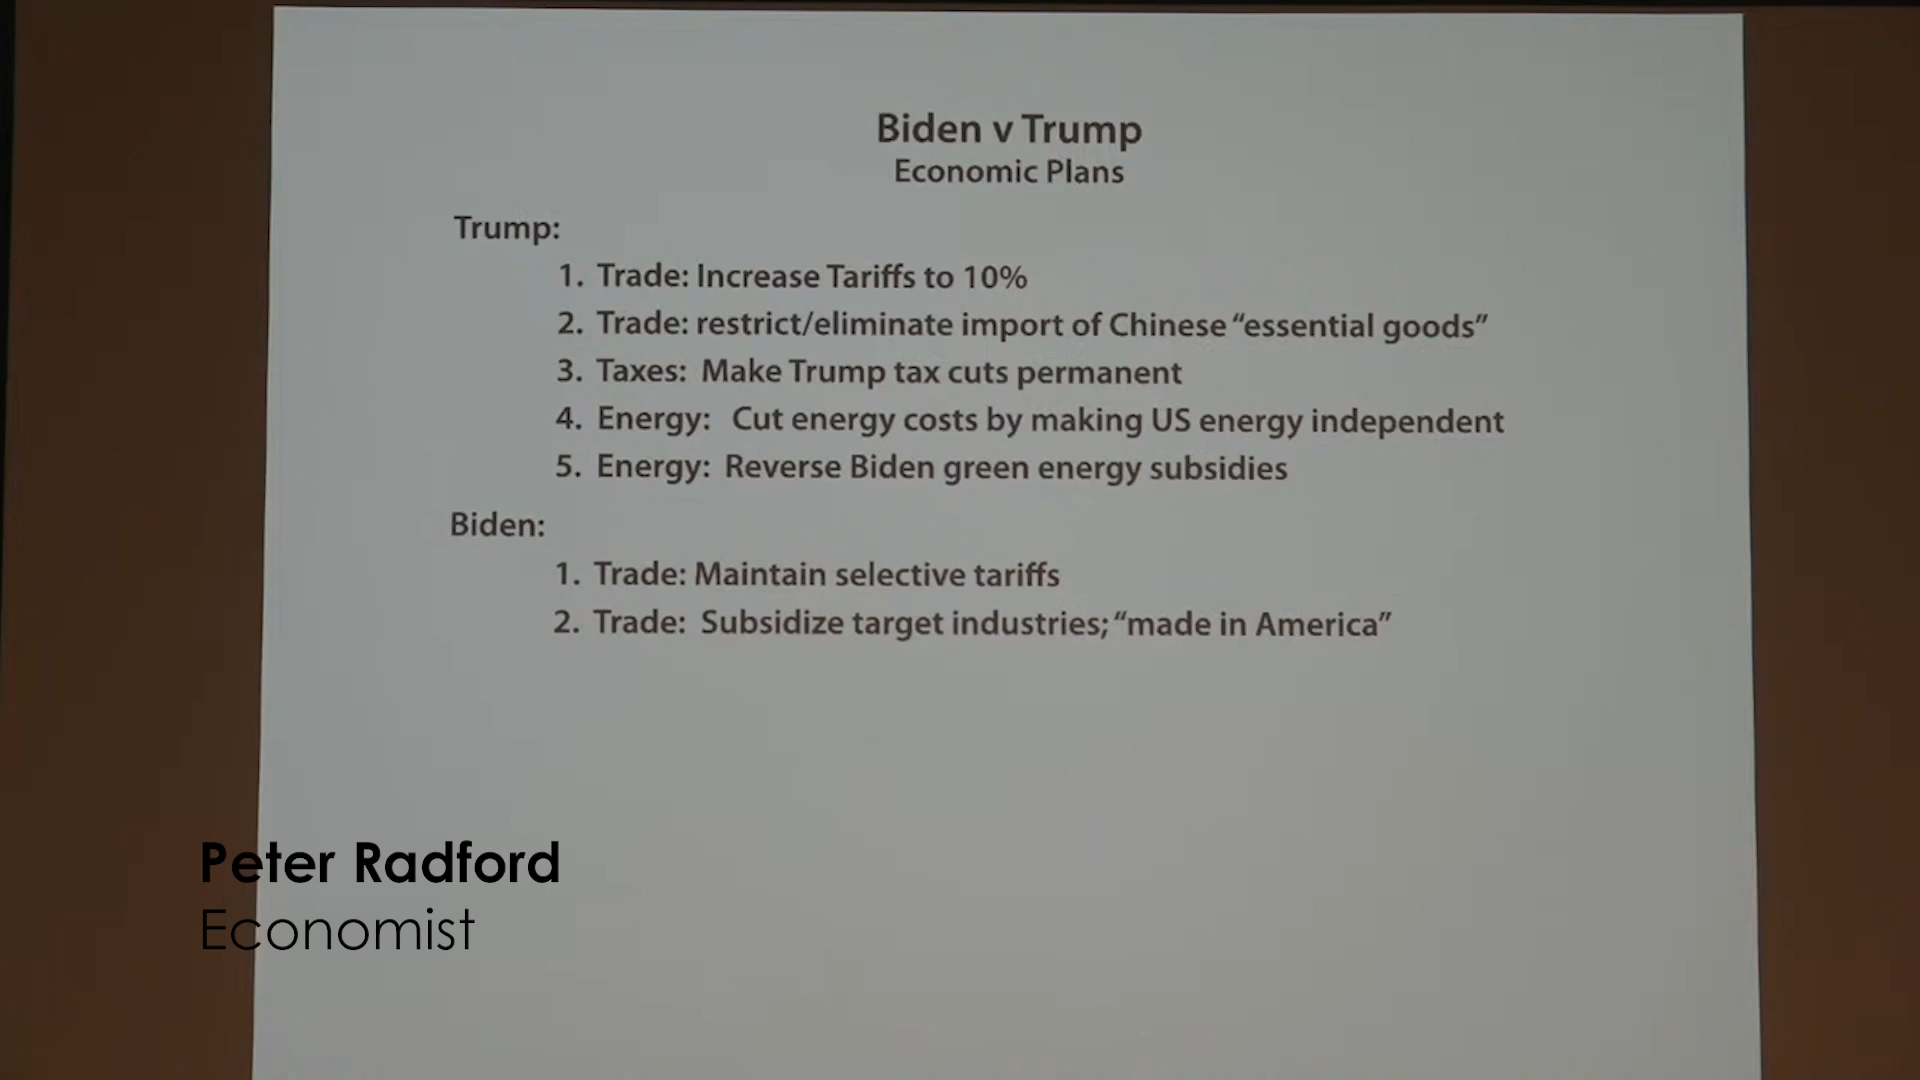 Biden v Trump
Economic Plans
Trump:
1. Trade: Increase Tariffs to 10%
2. Trade: restrict/eliminate import of Chinese “essential goods”
3. Taxes: Make Trump tax cuts permanent
4. Energy: Cut energy costs by making US energy independent
5. Energy: Reverse Biden green energy subsidies
Biden:
1. Trade: Maintain selective tariffs
2. Trade: Subsidize target industries; “made in America”
Peter Radford
Economist